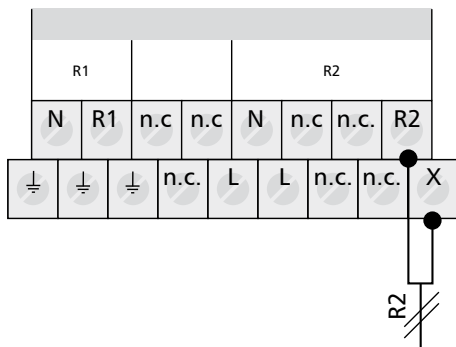 R1 R2
N R1 n.c n.c N n.c n.c. R2
n.c. L L n.c. n.c. X
R2